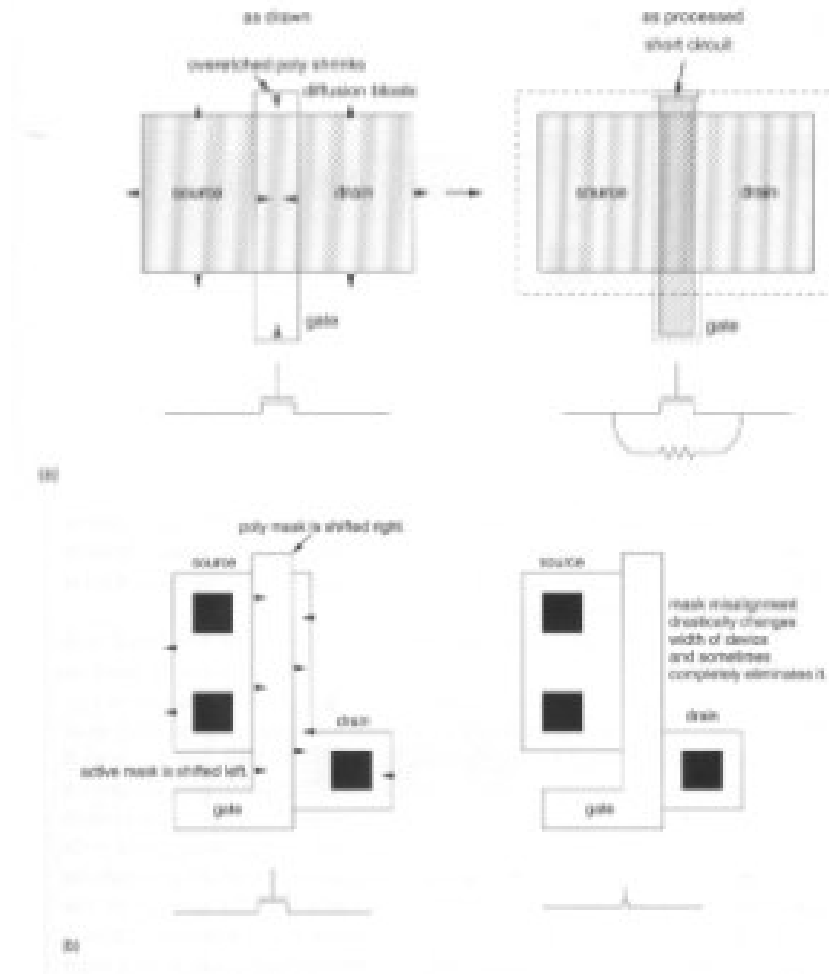 as drawn
as processed
short circuit
overetched poly shrinks
diffusion bloats
source
drain
source
drain
gate
gate
(a)
poly mask is shifted right
source
source
mask misalignment
drastically changes
width of device
and sometimes
completely eliminates it.
drain
drain
active mask is shifted left
gate
gate
(b)